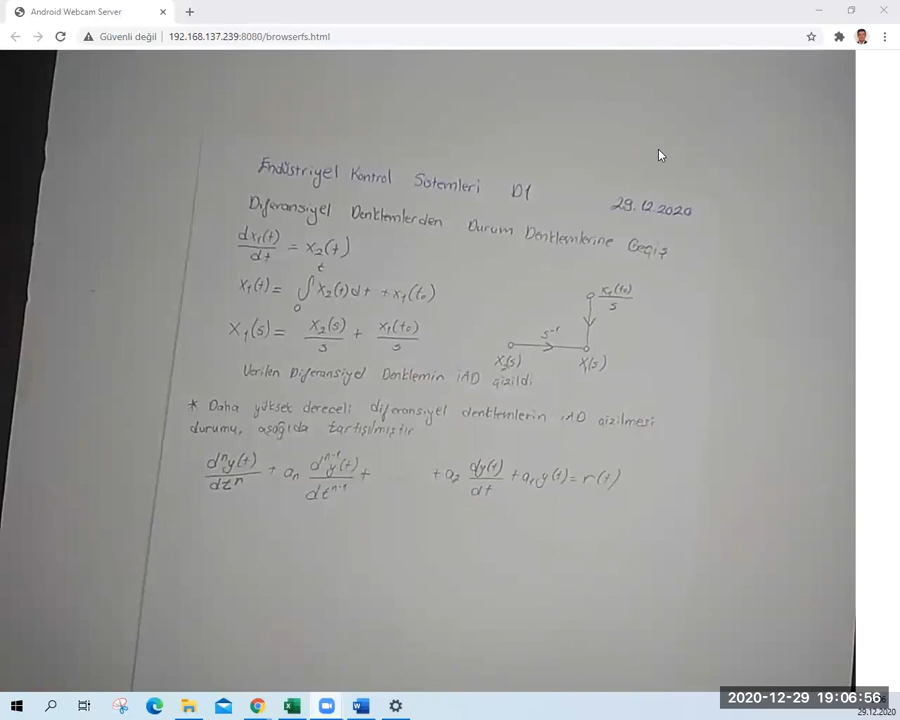 Android Webcam Server
Güvenli değil
192.168.137.239:8080/browserfs.html
Endüstriyel Kontrol Sistemleri D1
29.12.2020
Diferansiyel Denklemlerden Durum Denklemlerine Geçiş
dx₁(t)/dt = x₂(t)
x₁(t) = ∫₀ᵗ x₂(t)dt + x₁(t₀)
X₁(s) = X₂(s)/s + x₁(t₀)/s
x₁(t₀)/s
s⁻¹
X₂(s) X₁(s)
Verilen Diferansiyel Denklemin iAD çizildi
* Daha yüksek dereceli diferansiyel denklemlerin iAD çizilmesi
durumu, aşağıda tartışılmıştır
dⁿy(t)/dtⁿ + aₙ dⁿ⁻¹y(t)/dtⁿ⁻¹ + + a₂ dy(t)/dt + a₁y(t) = r(t)
2020-12-29 19:06:56
29.12.2020